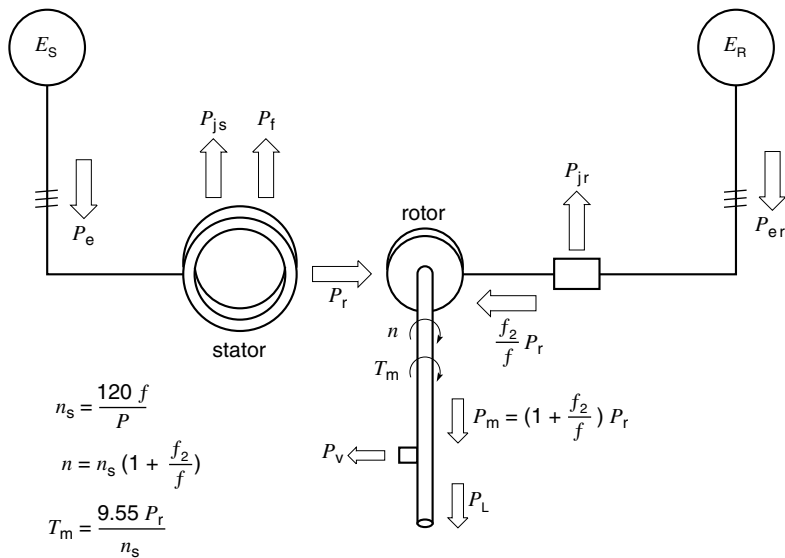 E_S
E_R
P_js P_f
P_jr
P_e
P_er
rotor
P_r
stator
n
f_2/f P_r
T_m
n_s = 120 f/P
P_m = (1 + f_2/f) P_r
n = n_s (1 + f_2/f)
P_v
P_L
T_m = 9.55 P_r/n_s